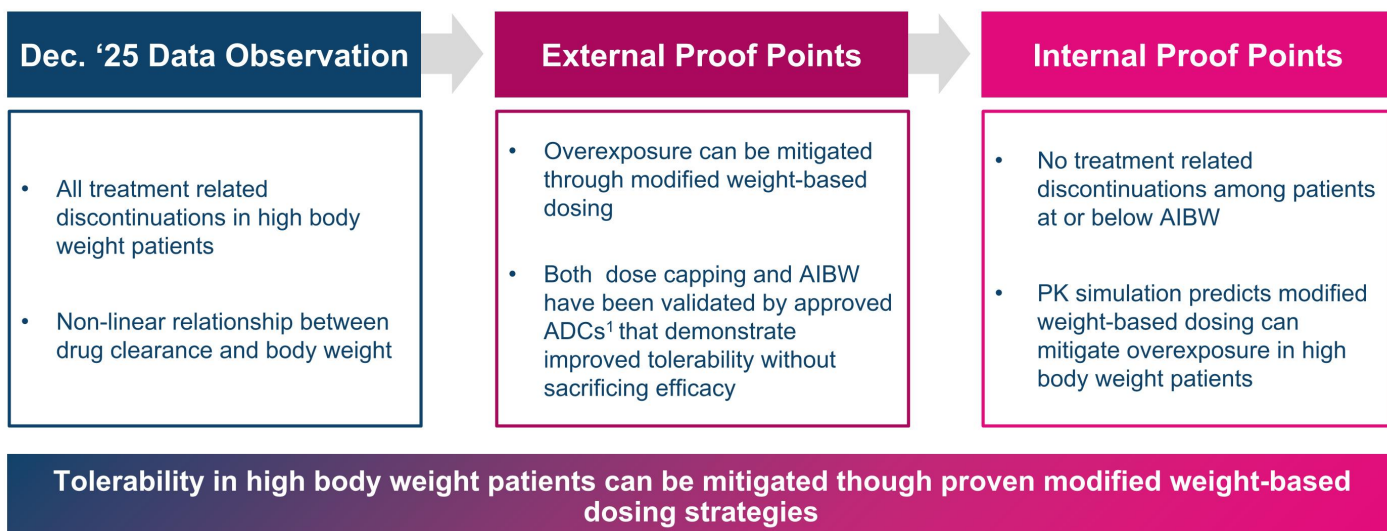 Dec. ‘25 Data Observation
External Proof Points
Internal Proof Points
• All treatment related
discontinuations in high body
weight patients
• Non-linear relationship between
drug clearance and body weight
• Overexposure can be mitigated
through modified weight-based
dosing
• Both dose capping and AIBW
have been validated by approved
ADCs¹ that demonstrate
improved tolerability without
sacrificing efficacy
• No treatment related
discontinuations among patients
at or below AIBW
• PK simulation predicts modified
weight-based dosing can
mitigate overexposure in high
body weight patients
Tolerability in high body weight patients can be mitigated though proven modified weight-based
dosing strategies